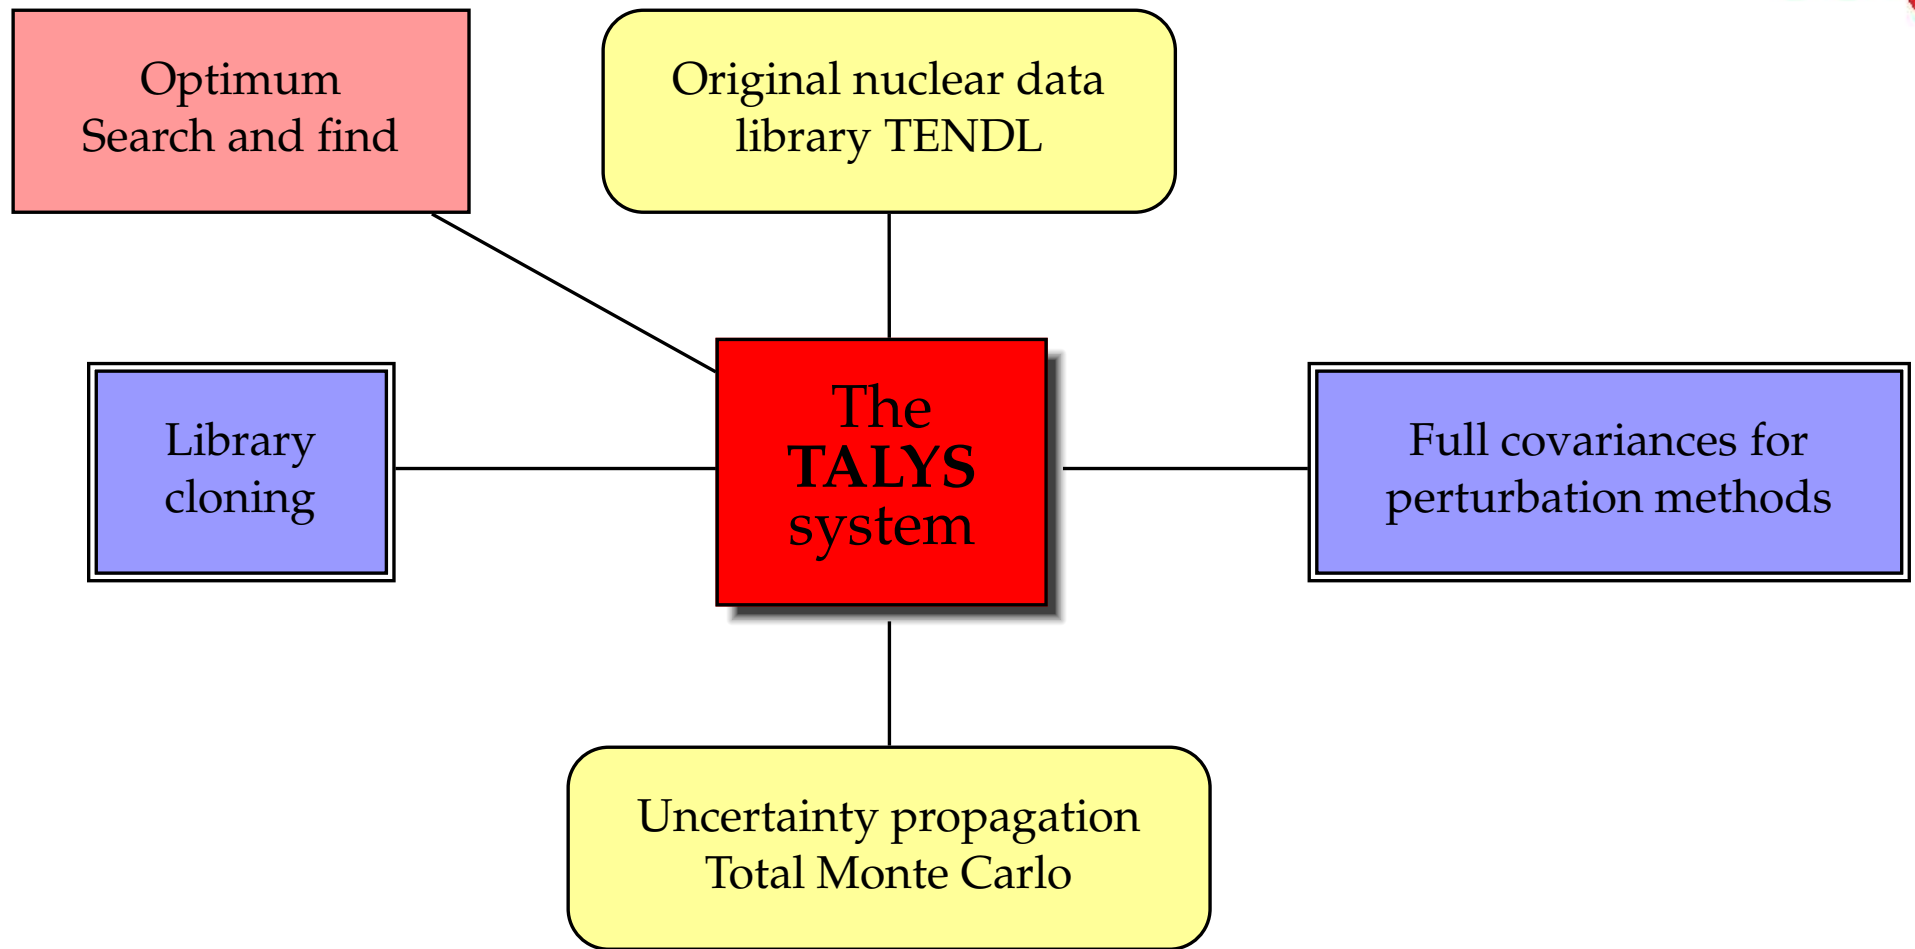 Optimum
Search and find
Original nuclear data
library TENDL
Library
cloning
The
TALYS
system
Full covariances for
perturbation methods
Uncertainty propagation
Total Monte Carlo